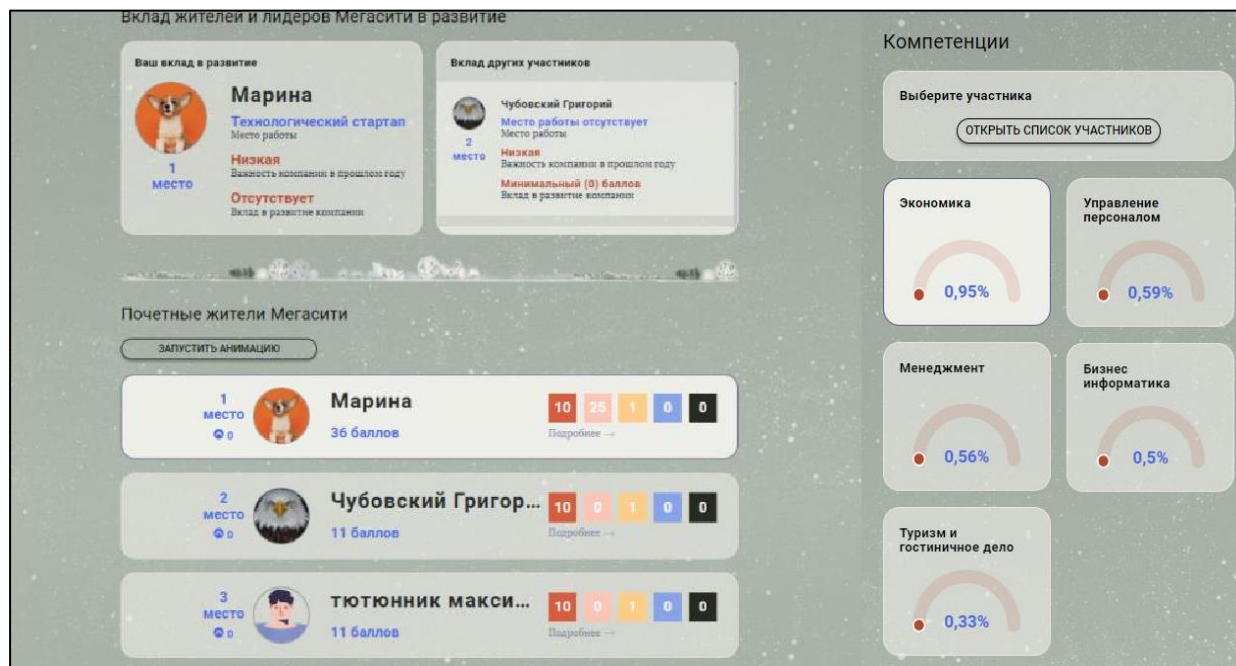 Вклад жителей и лидеров Мегасити в развитие
Ваш вклад в развитие
Марина
Технологический стартап
Место работы
Низкая
Важность компании в прошлом году
Отсутствует
Вклад в развитие компании
1
место
Вклад других участников
Чубовский Григорий
Место работы отсутствует
Место работы
Низкая
Важность компании в прошлом году
Минимальный (0) баллов
Вклад в развитие компании
2
место
Почетные жители Мегасити
ЗАПУСТИТЬ АНИМАЦИЮ
1
место
0
Марина
36 баллов
10 25 1 0 0
Подробнее →
2
место
0
Чубовский Григор...
11 баллов
10 0 1 0 0
Подробнее →
3
место
0
тютюнник макси...
11 баллов
10 0 1 0 0
Подробнее →
Компетенции
Выберите участника
ОТКРЫТЬ СПИСОК УЧАСТНИКОВ
Экономика
0,95%
Управление
персоналом
0,59%
Менеджмент
0,56%
Бизнес
информатика
0,5%
Туризм и
гостиничное дело
0,33%